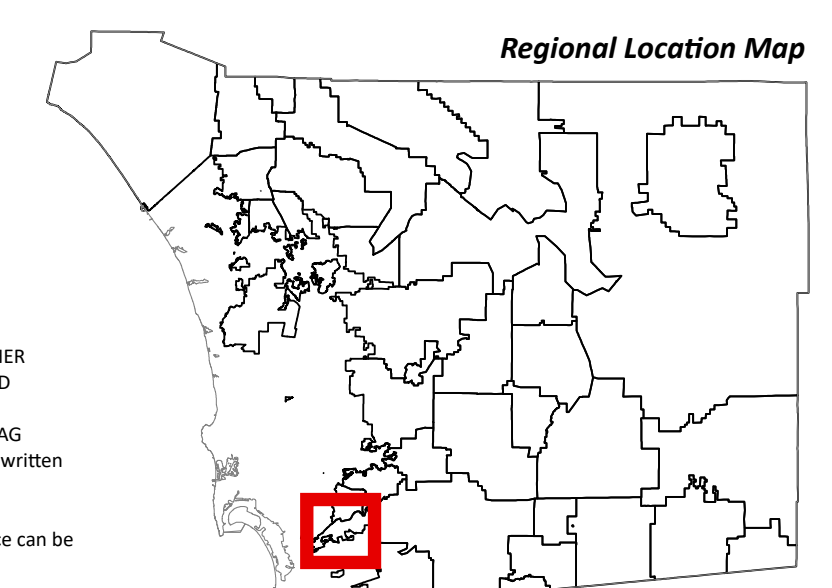 Regional Location Map
IER
D
AG
written
ce can be